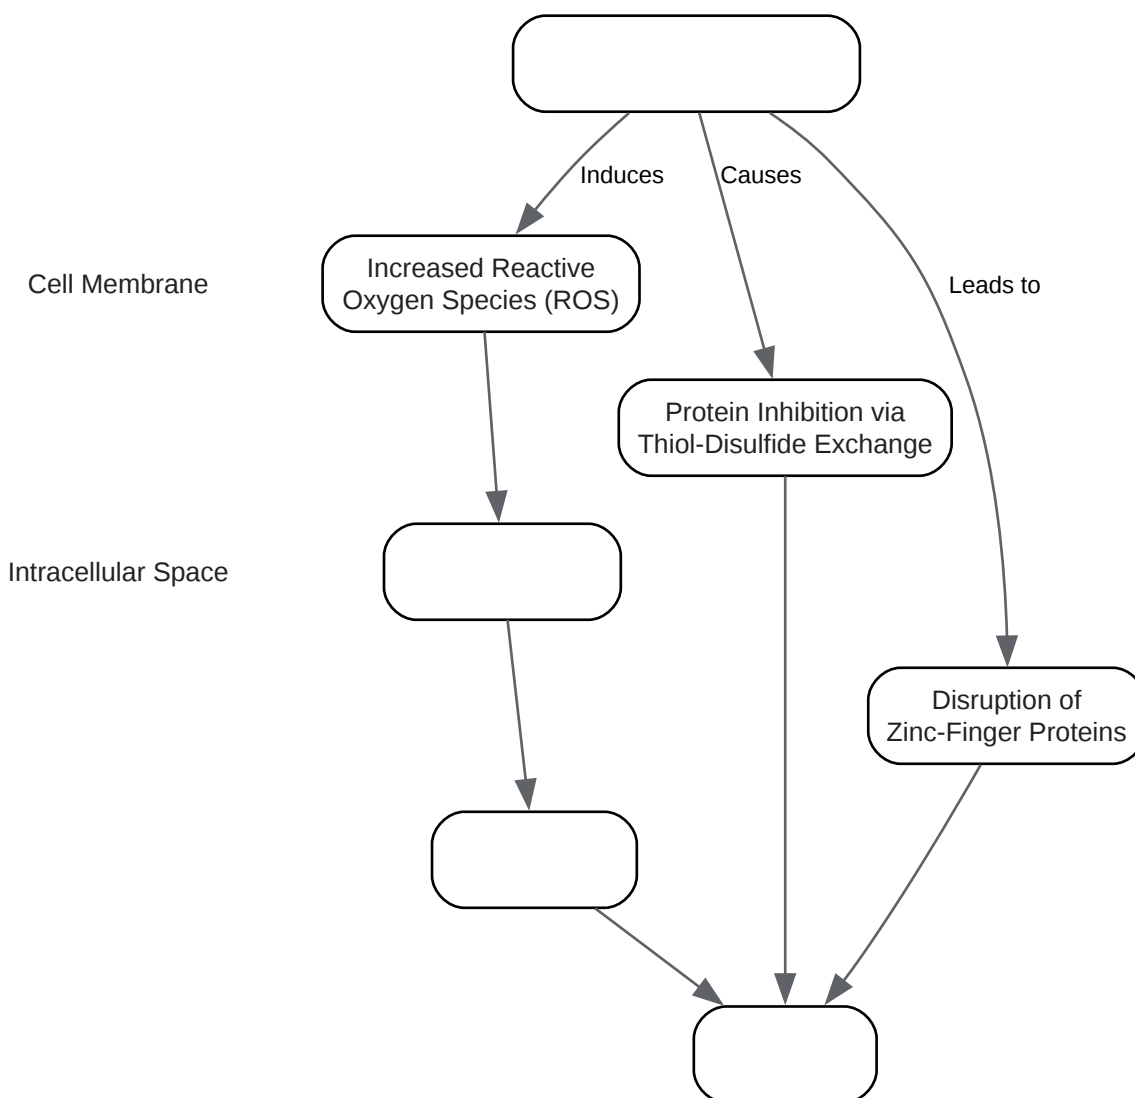 Induces
Causes
Cell Membrane
Increased Reactive
Oxygen Species (ROS)
Leads to
Protein Inhibition via
Thiol-Disulfide Exchange
Intracellular Space
Disruption of
Zinc-Finger Proteins